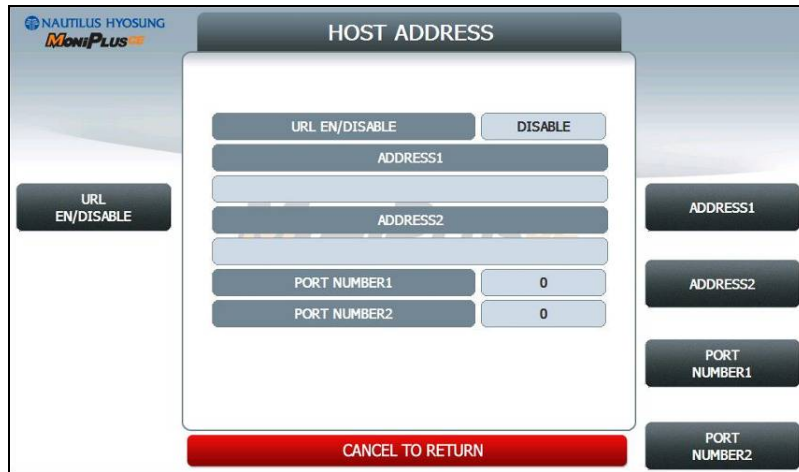 NAUTILUS HYOSUNG
MoniPlusCE
HOST ADDRESS
URL EN/DISABLE
DISABLE
ADDRESS1
ADDRESS2
PORT NUMBER1
0
PORT NUMBER2
0
URL
EN/DISABLE
ADDRESS1
ADDRESS2
PORT
NUMBER1
PORT
NUMBER2
CANCEL TO RETURN